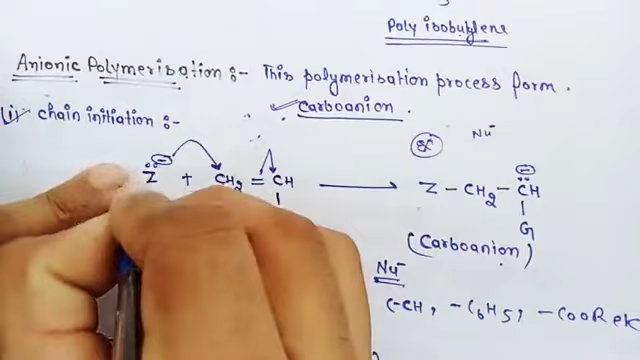 Poly isobutylene
Anionic Polymerisation :- This polymerisation process form
Carboanion.
(i) chain initiation :-
Nu⁻
Z + CH₂ = CH ⟶ Z - CH₂ - CH
G
(Carboanion)
Nu⁻
-C₆H₅, -COOR etc